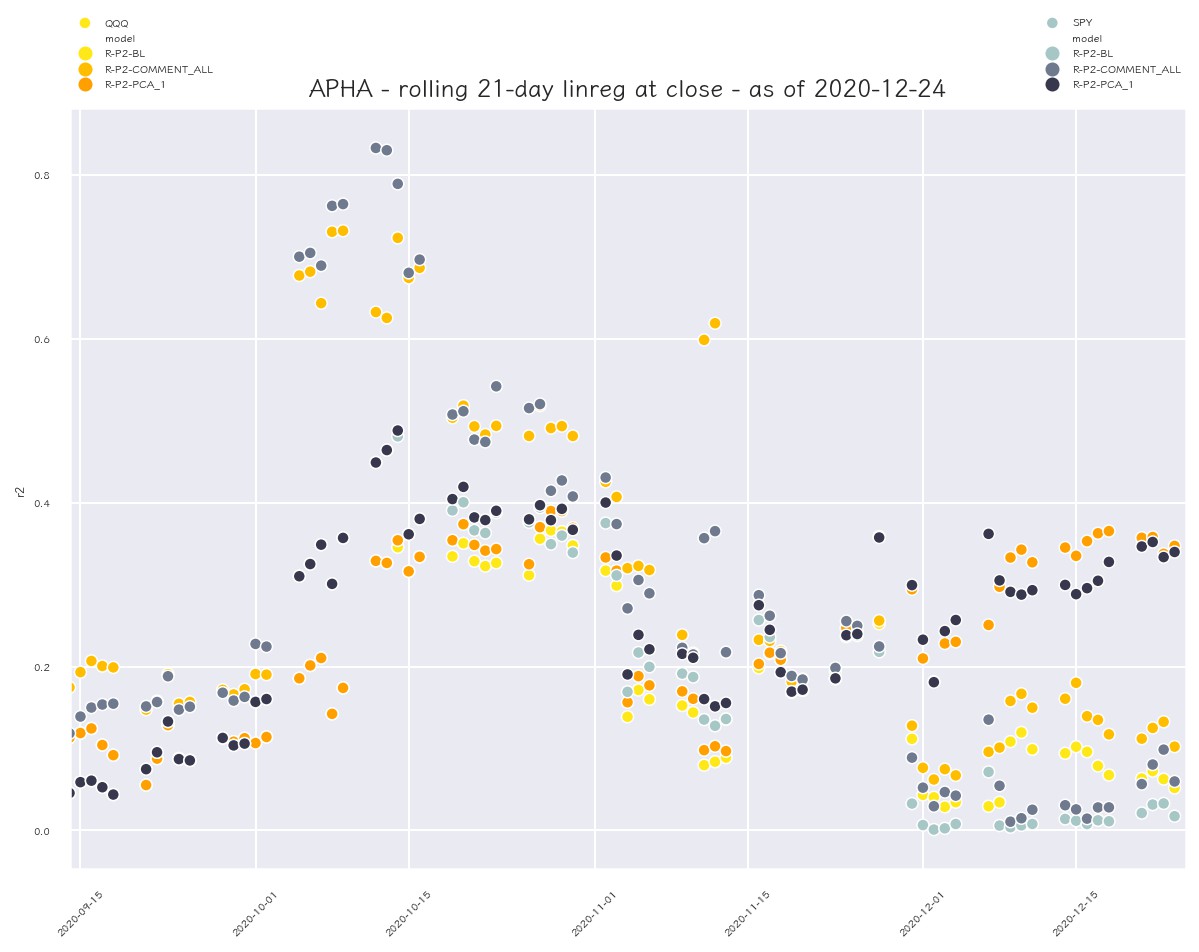 QQQ
model
R-P2-BL
R-P2-COMMENT_ALL
R-P2-PCA_1
SPY
model
R-P2-BL
R-P2-COMMENT_ALL
R-P2-PCA_1
APHA - rolling 21-day linreg at close - as of 2020-12-24
r2
0.8
0.6
0.4
0.2
0.0
2020-09-15
2020-10-01
2020-10-15
2020-11-01
2020-11-15
2020-12-01
2020-12-15